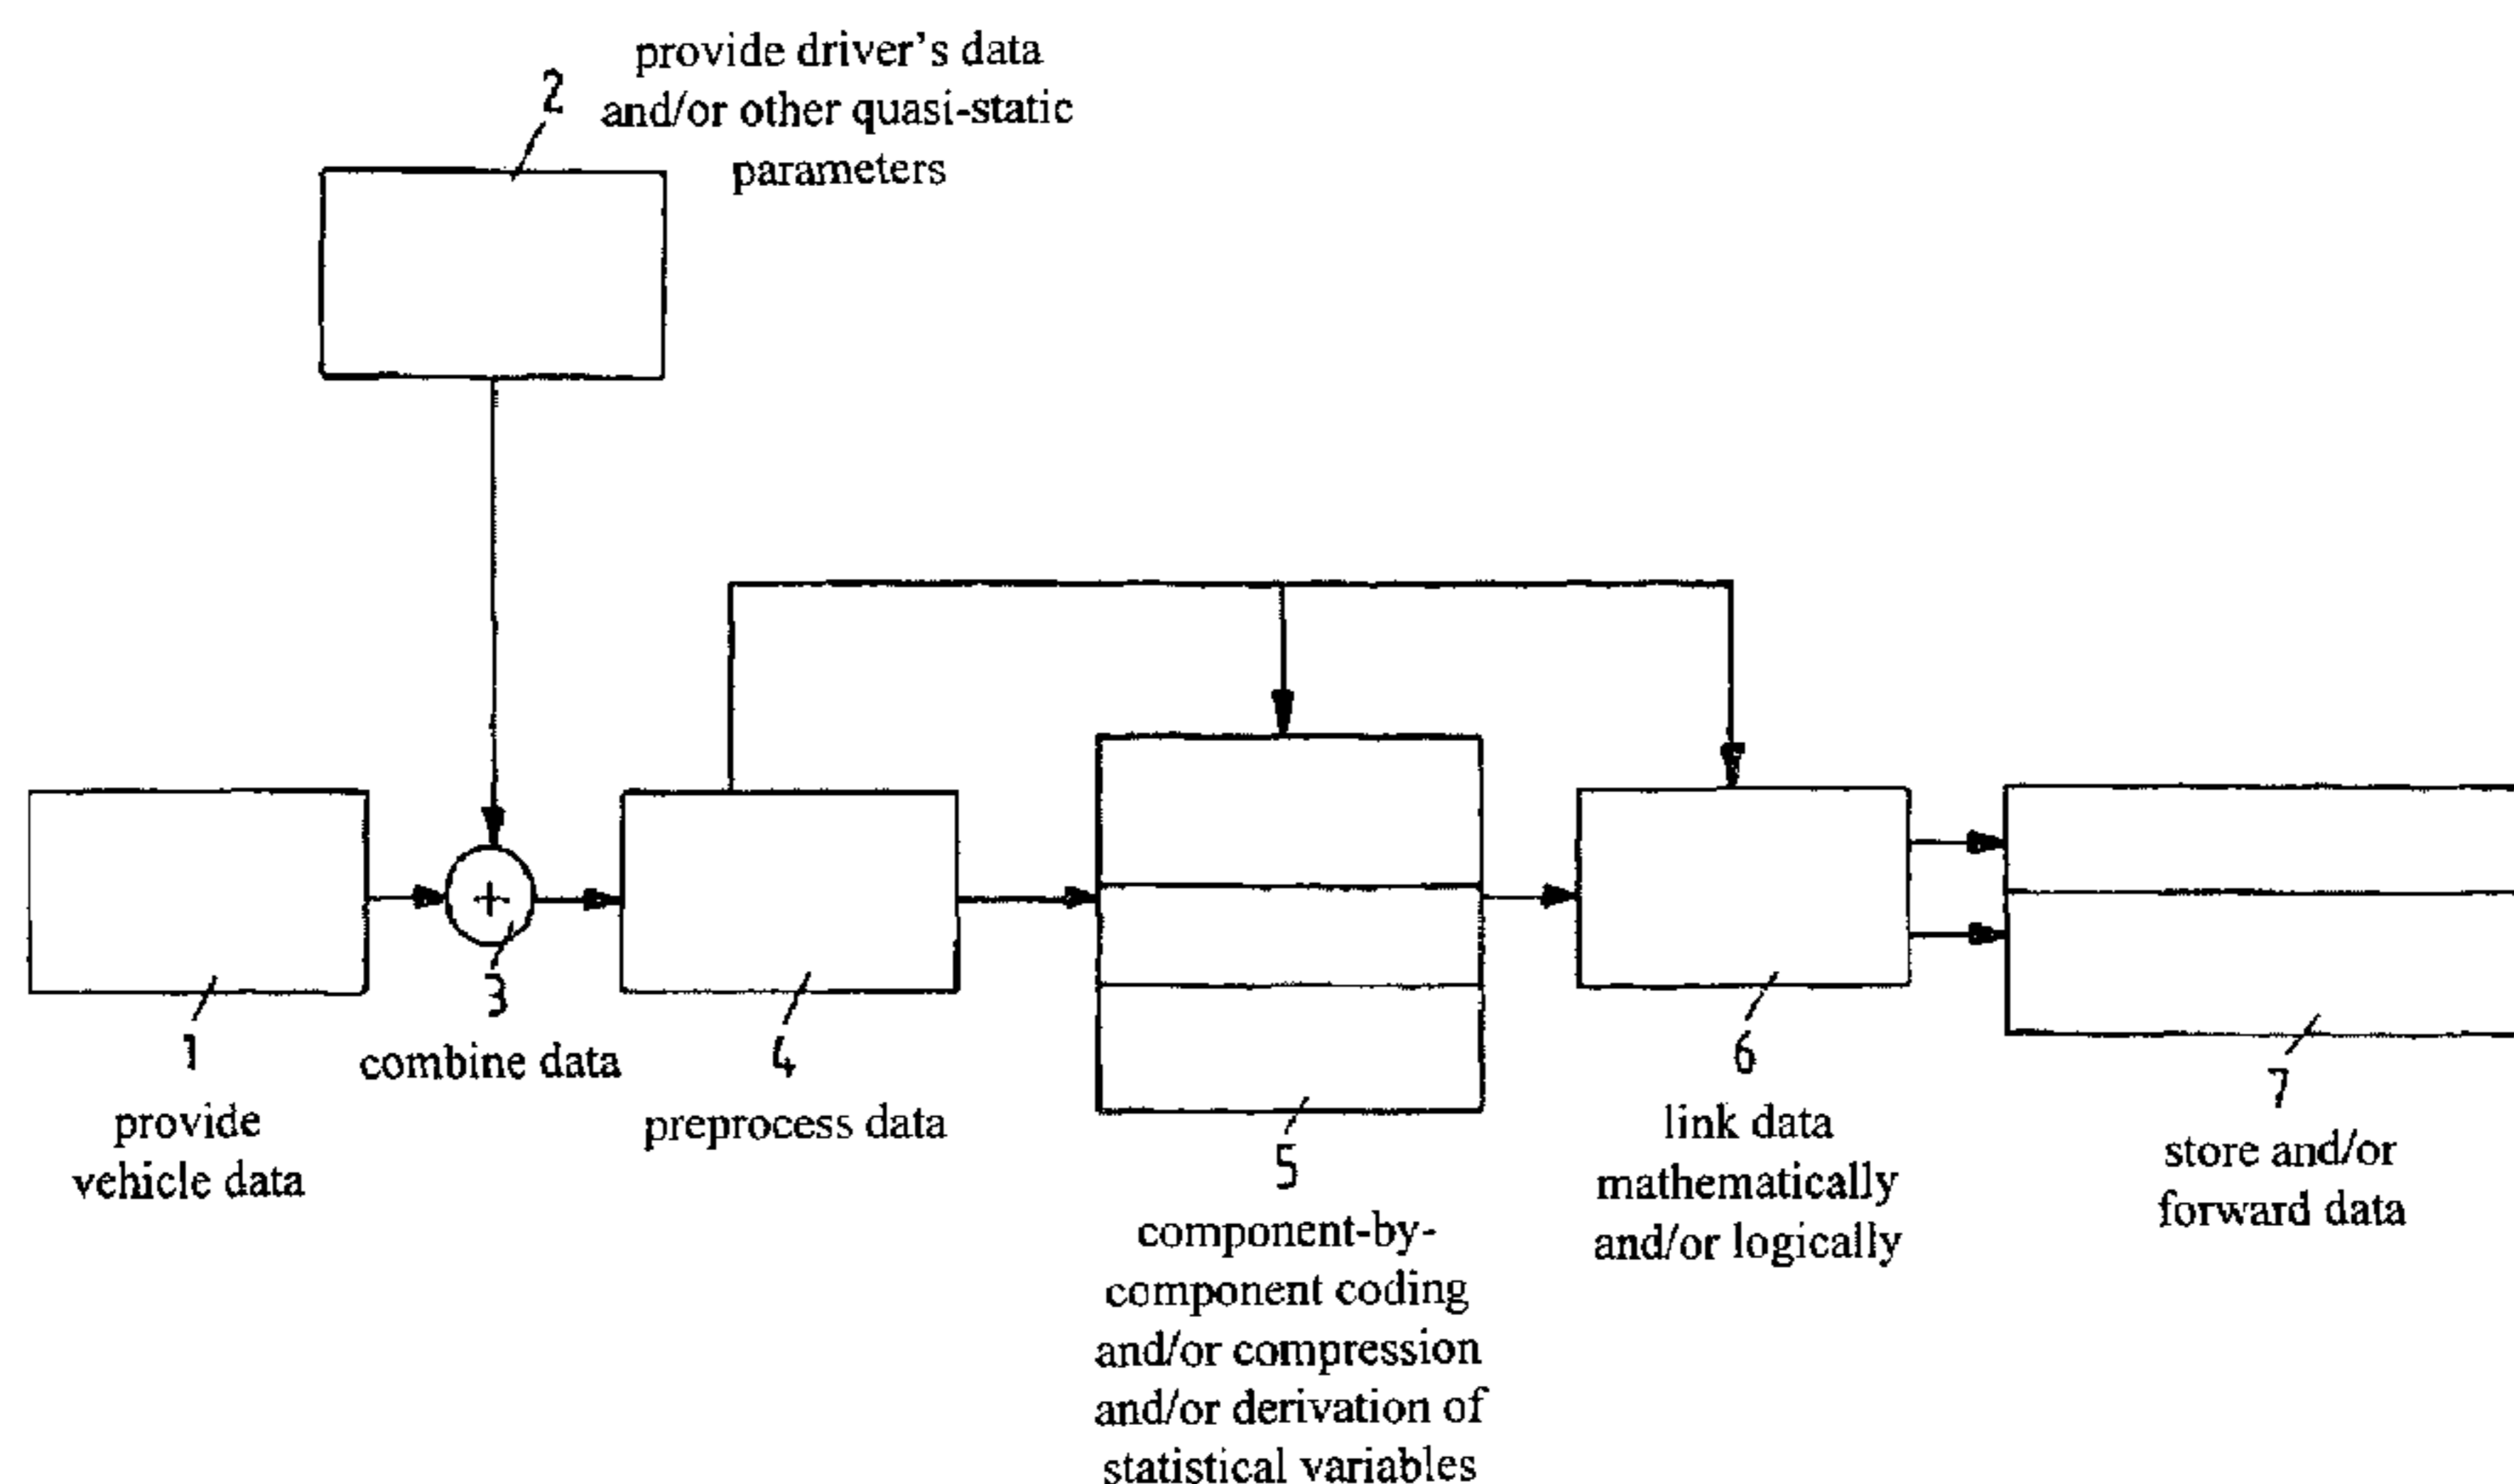 provide driver's data
2
and/or other quasi-static
parameters
+
3
combine data
1
provide
vehicle data
4
preprocess data
5
component-by-
component coding
and/or compression
and/or derivation of
statistical variables
6
link data
mathematically
and/or logically
7
store and/or
forward data